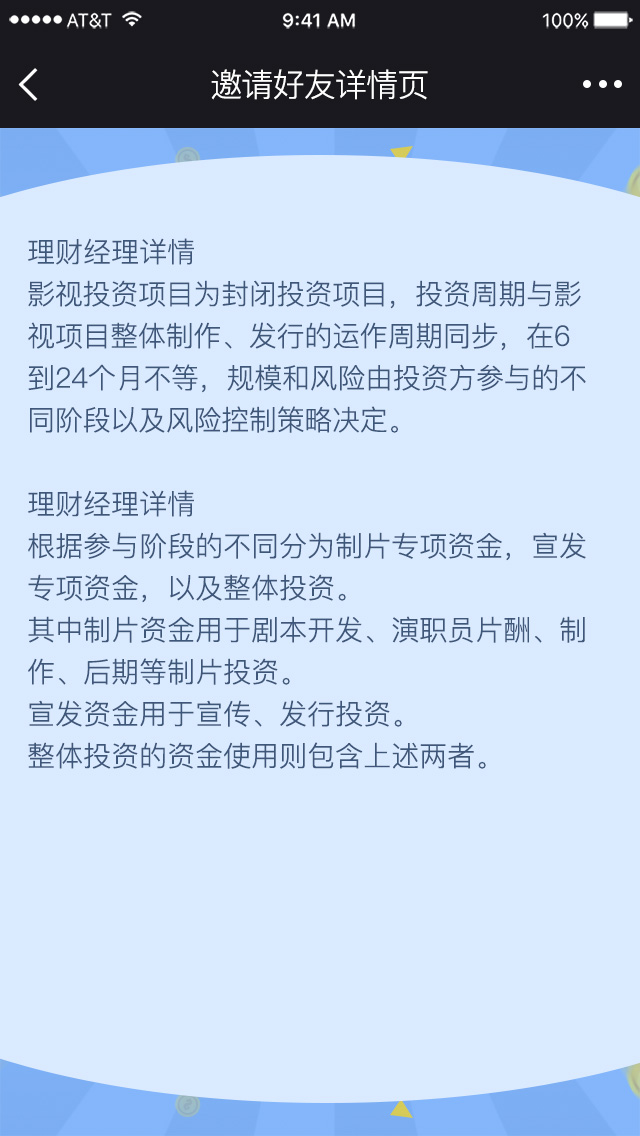 AT&T
9:41 AM
100%
邀请好友详情页
理财经理详情
影视投资项目为封闭投资项目，投资周期与影
视项目整体制作、发行的运作周期同步，在6
到24个月不等，规模和风险由投资方参与的不
同阶段以及风险控制策略决定。
理财经理详情
根据参与阶段的不同分为制片专项资金，宣发
专项资金，以及整体投资。
其中制片资金用于剧本开发、演职员片酬、制
作、后期等制片投资。
宣发资金用于宣传、发行投资。
整体投资的资金使用则包含上述两者。